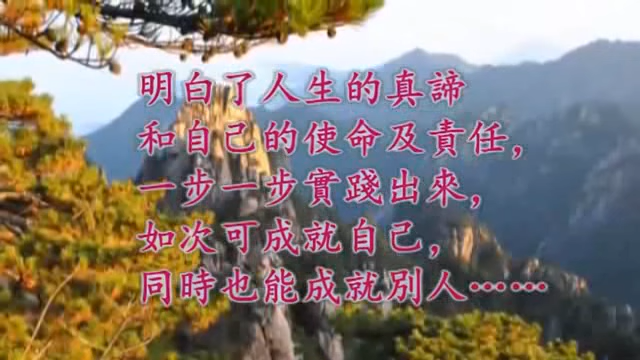 明白了人生的真諦
和自己的使命及責任，
一步一步實踐出來，
如次可成就自己，
同時也能成就別人……